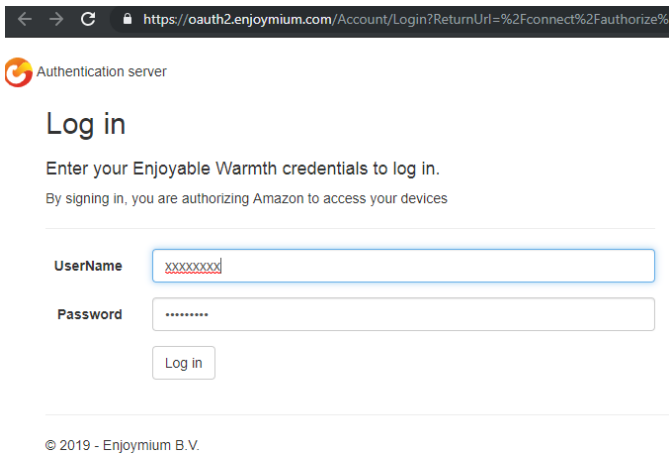 https://oauth2.enjoymium.com/Account/Login?ReturnUrl=%2Fconnect%2Fauthorize%
Authentication server
Log in
Enter your Enjoyable Warmth credentials to log in.
By signing in, you are authorizing Amazon to access your devices
UserName xxxxxxxx
Password •••••••••
Log in
© 2019 - Enjoymium B.V.